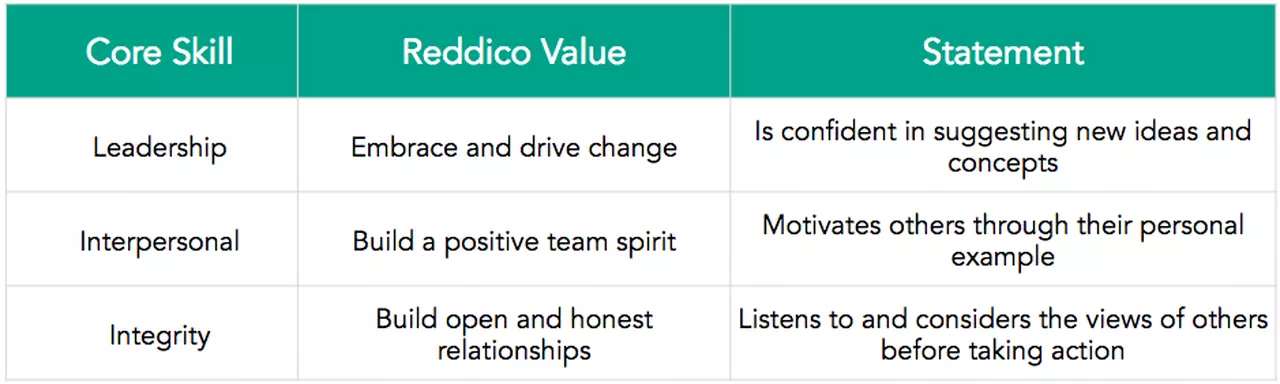 Core Skill
Reddico Value
Statement
Leadership
Embrace and drive change
Is confident in suggesting new ideas and
concepts
Interpersonal
Build a positive team spirit
Motivates others through their personal
example
Integrity
Build open and honest
relationships
Listens to and considers the views of others
before taking action